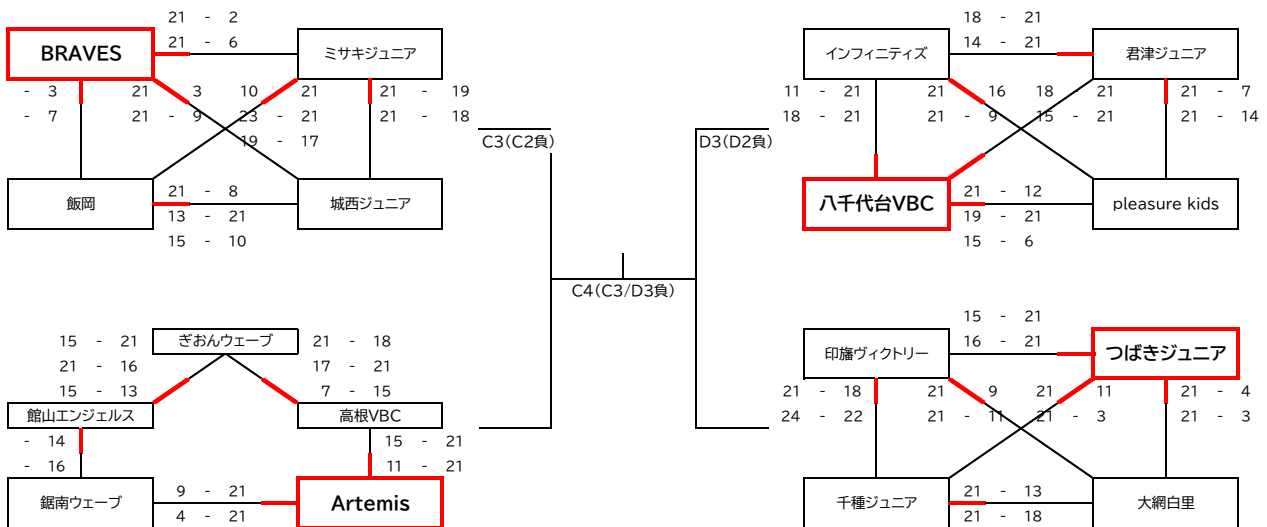 21 - 2
18 - 21
BRAVES
21 - 6
ミサキジュニア
インフィニティズ
14 - 21
君津ジュニア
- 3
21 3
10 21
21 - 19
11 - 21
21 16
18 21
21 - 7
- 7
21 - 9
23 - 21
21 - 18
18 - 21
21 - 9
15 - 21
21 - 14
19 - 17
C3(C2負)
D3(D2負)
飯岡
21 - 8
城西ジュニア
八千代台VBC
21 - 12
pleasure kids
13 - 21
19 - 21
15 - 10
15 - 6
C4(C3/D3負)
15 - 21
15 - 21
ぎおんウェーブ
21 - 18
印旛ヴィクトリー
16 - 21
つばきジュニア
21 - 16
17 - 21
15 - 13
7 - 15
21 - 18
21 9
21 11
21 - 4
館山エンジェルス
高根VBC
24 - 22
21 - 11
21 - 3
21 - 3
- 14
15 - 21
- 16
11 - 21
鋸南ウェーブ
9 - 21
Artemis
千種ジュニア
21 - 13
大網白里
4 - 21
21 - 18